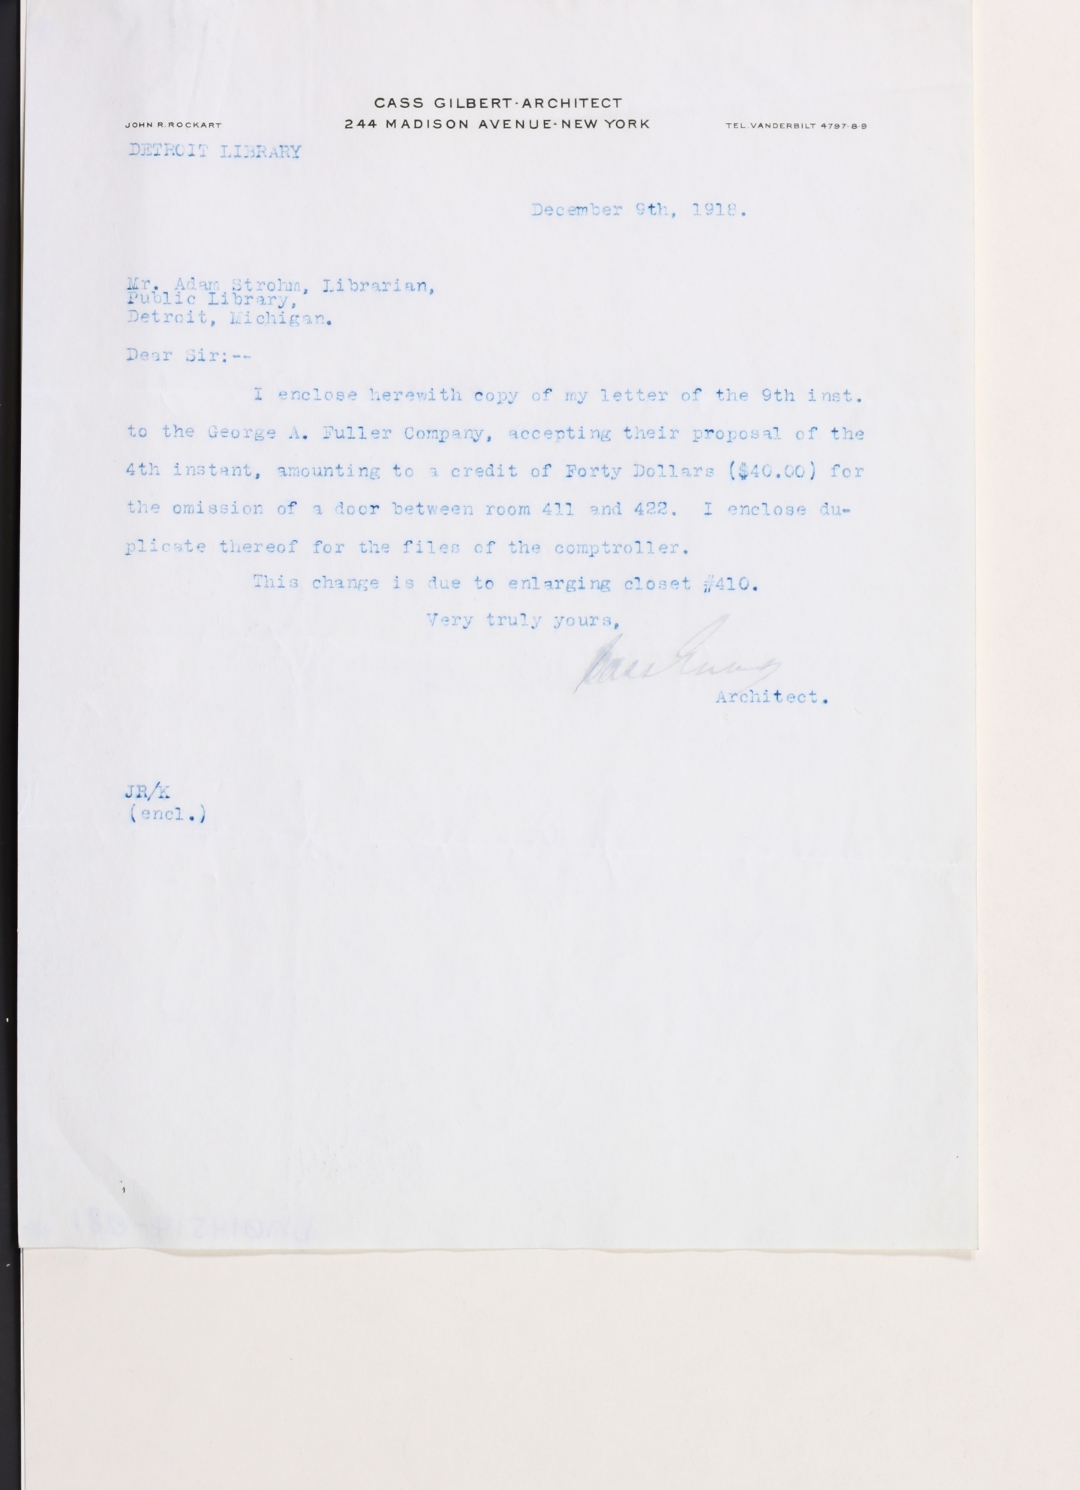 CASS GILBERT·ARCHITECT
JOHN R. ROCKART 244 MADISON AVENUE·NEW YORK TEL. VANDERBILT 4797-8-9
DETROIT LIBRARY
December 9th, 1918.
Mr. Adam Strohm, Librarian,
Public Library,
Detroit, Michigan.
Dear Sir:--
I enclose herewith copy of my letter of the 9th inst.
to the George A. Fuller Company, accepting their proposal of the
4th instant, amounting to a credit of Forty Dollars ($40.00) for
the omission of a door between room 411 and 422. I enclose du-
plicate thereof for the files of the comptroller.
This change is due to enlarging closet #410.
Very truly yours,
Cass Gilbert
Architect.
JR/K
(encl.)